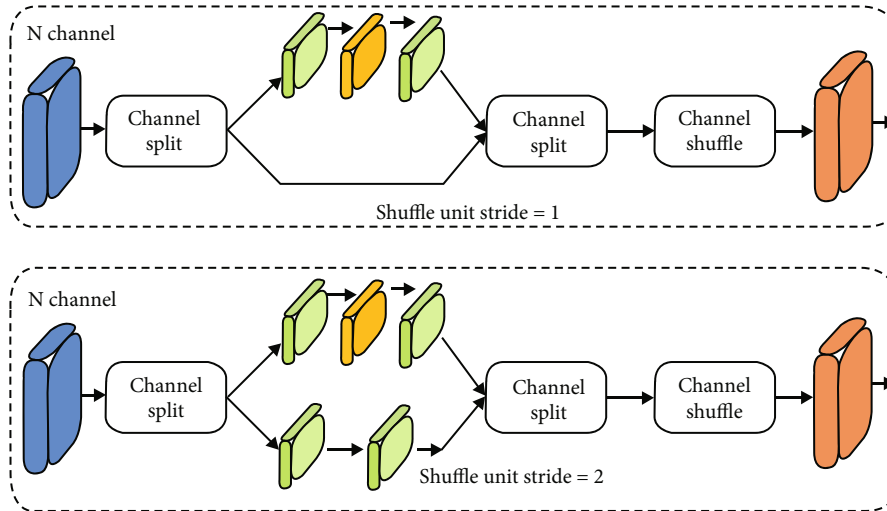 N channel
Channel
split
Channel
split
Channel
shuffle
Shuffle unit stride = 1
N channel
Channel
split
Channel
split
Channel
shuffle
Shuffle unit stride = 2